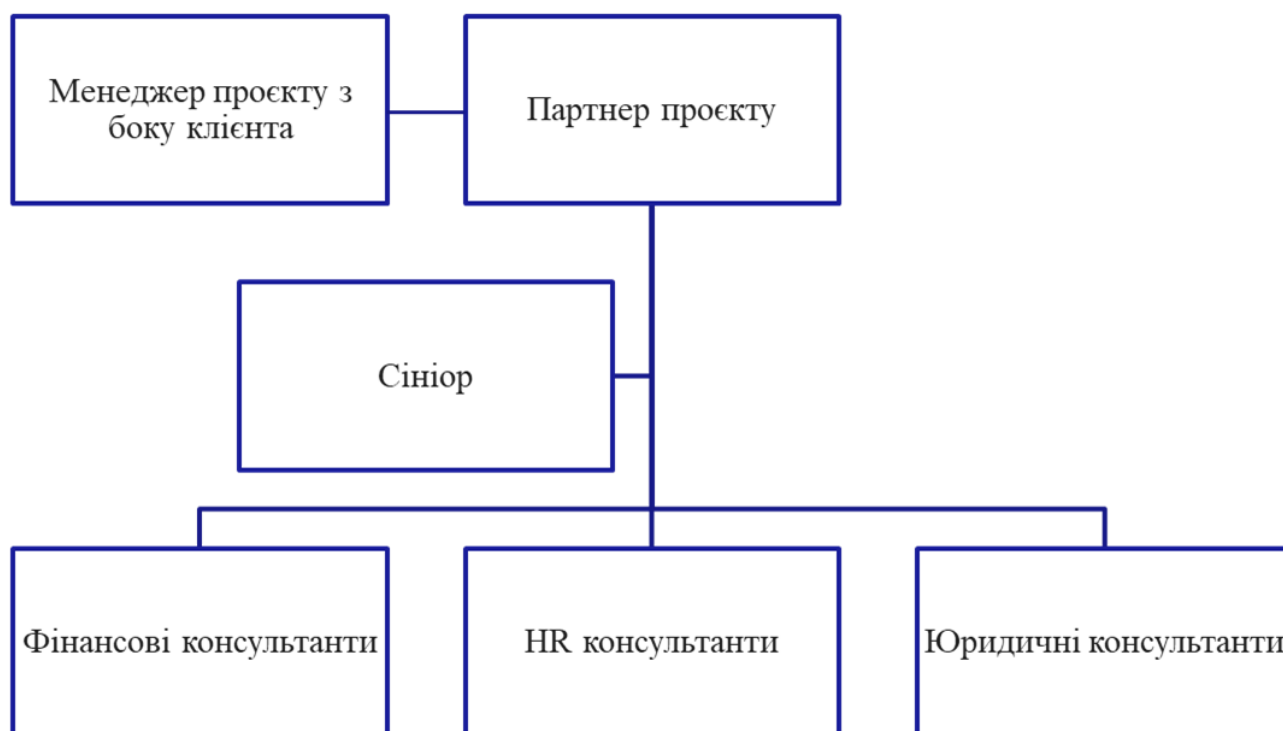 Менеджер проєкту з
боку клієнта
Партнер проєкту
Сініор
Фінансові консультанти
HR консультанти
Юридичні консультанти